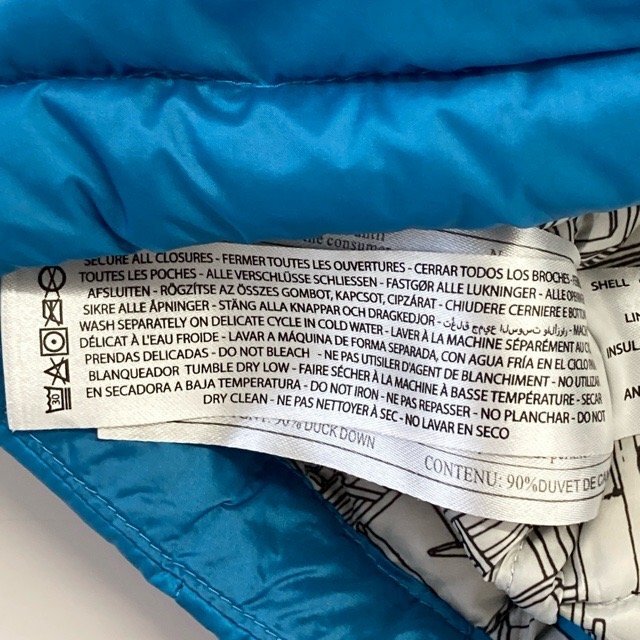 the consumer
SECURE ALL CLOSURES - FERMER TOUTES LES OUVERTURES - CERRAR TODOS LOS BROCHES -
TOUTES LES POCHES - ALLE VERSCHLÜSSE SCHLIESSEN - FASTGØR ALLE LUKNINGER - ALLE
AFSLUITEN - RÖGZÍTSE AZ ÖSSZES GOMBOT, KAPCSOT, CIPZÁRAT - CHIUDERE CERNIERE E
SIKRE ALLE ÅPNINGER - STÄNG ALLA KNAPPAR OCH DRAGKEDJOR -
WASH SEPARATELY ON DELICATE CYCLE IN COLD WATER - LAVER À LA MACHINE SÉPARÉMENT AU
DÉLICAT À L'EAU FROIDE - LAVAR A MÁQUINA DE FORMA SEPARADA, CON AGUA FRÍA EN EL CICLO
PRENDAS DELICADAS - DO NOT BLEACH - NE PAS UTILISER D'AGENT DE BLANCHIMENT - NO UTILIZAR
BLANQUEADOR TUMBLE DRY LOW - FAIRE SÉCHER À LA MACHINE À BASSE TEMPÉRATURE - SECAR
EN SECADORA A BAJA TEMPERATURA - DO NOT IRON - NE PAS REPASSER - NO PLANCHAR - DO NOT
DRY CLEAN - NE PAS NETTOYER À SEC - NO LAVAR EN SECO
90% DUCK DOWN
CONTENU: 90%DUVET DE
SHELL